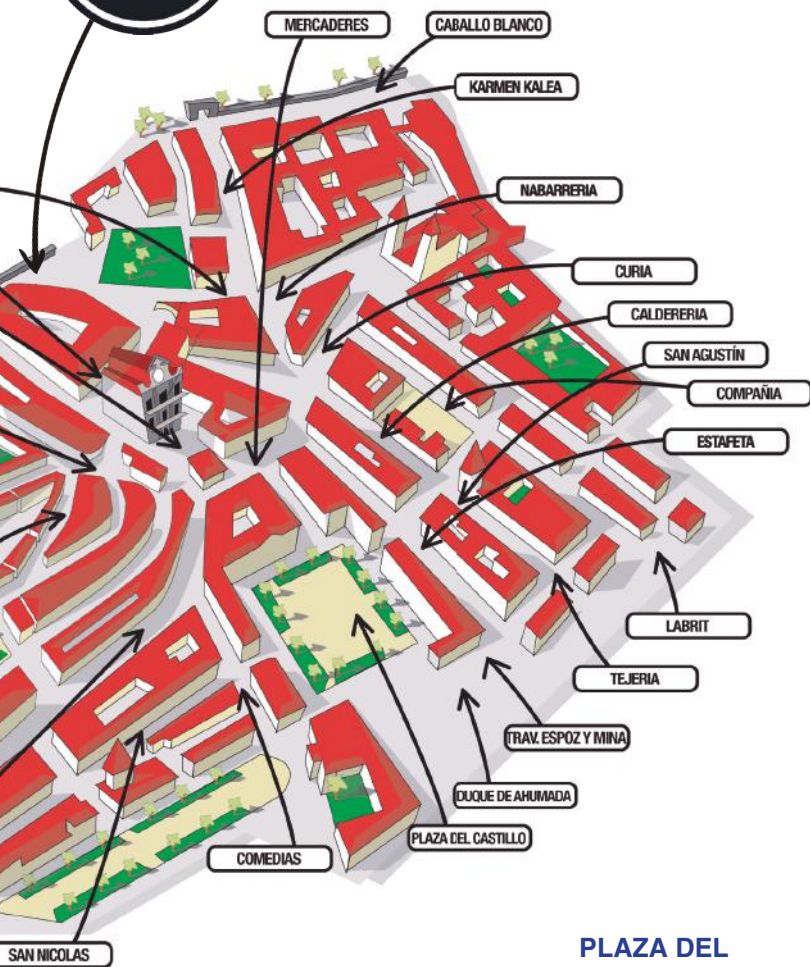 MERCADERES
CABALLO BLANCO
KARMEN KALEA
NABARRERIA
CURIA
CALDERERIA
SAN AGUSTÍN
COMPAÑIA
ESTAFETA
LABRIT
TEJERIA
TRAV. ESPOZ Y MINA
DUQUE DE AHUMADA
PLAZA DEL CASTILLO
COMEDIAS
SAN NICOLAS
PLAZA DEL